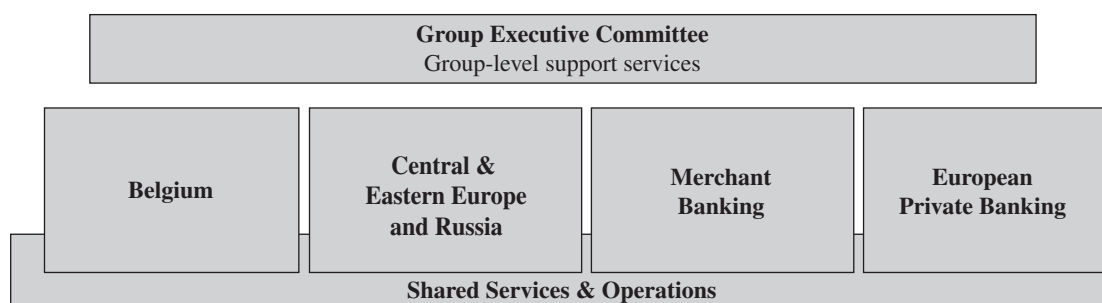 Group Executive Committee
Group-level support services
Belgium
Central &
Eastern Europe
and Russia
Merchant
Banking
European
Private Banking
Shared Services & Operations